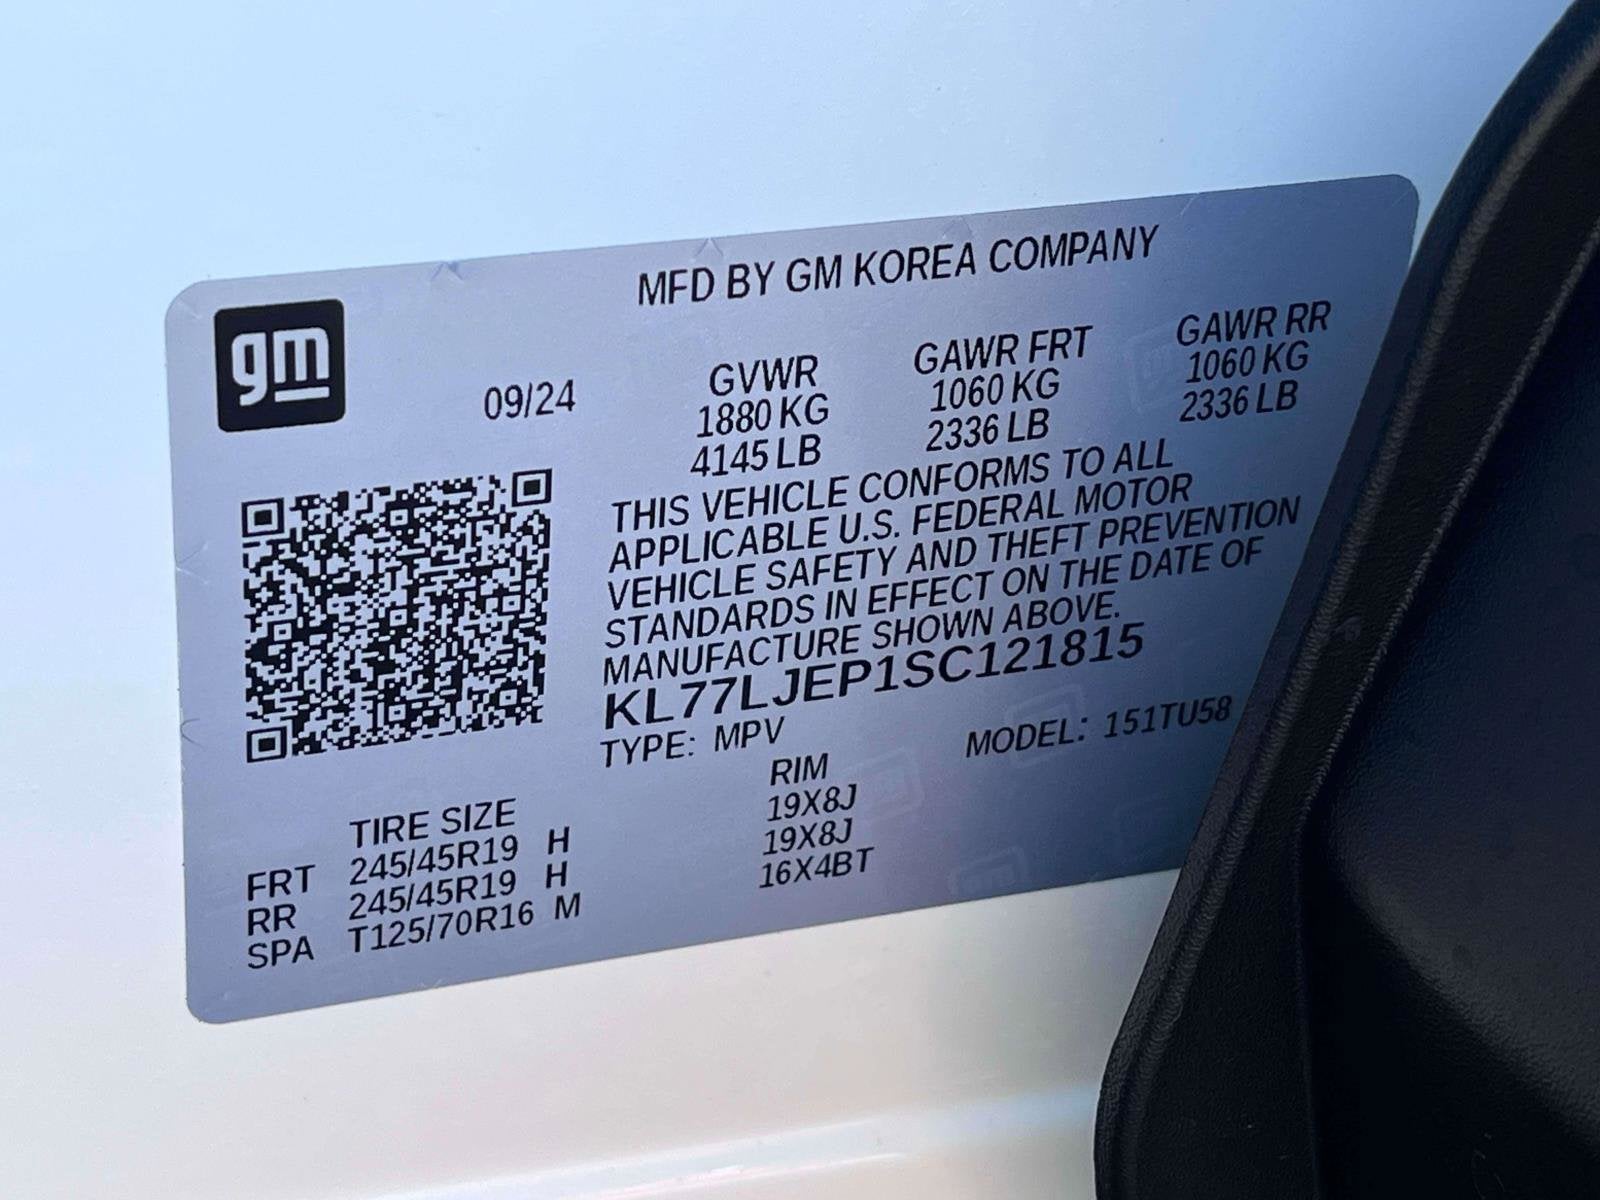 MFD BY GM KOREA COMPANY
gm
09/24
GVWR
1880 KG
4145 LB
GAWR FRT
1060 KG
2336 LB
GAWR RR
1060 KG
2336 LB
THIS VEHICLE CONFORMS TO ALL
APPLICABLE U.S. FEDERAL MOTOR
VEHICLE SAFETY AND THEFT PREVENTION
STANDARDS IN EFFECT ON THE DATE OF
MANUFACTURE SHOWN ABOVE.
KL77LJEP1SC121815
TYPE: MPV MODEL: 151TU58
TIRE SIZE RIM
FRT 245/45R19 H 19X8J
RR 245/45R19 H 19X8J
SPA T125/70R16 M 16X4BT